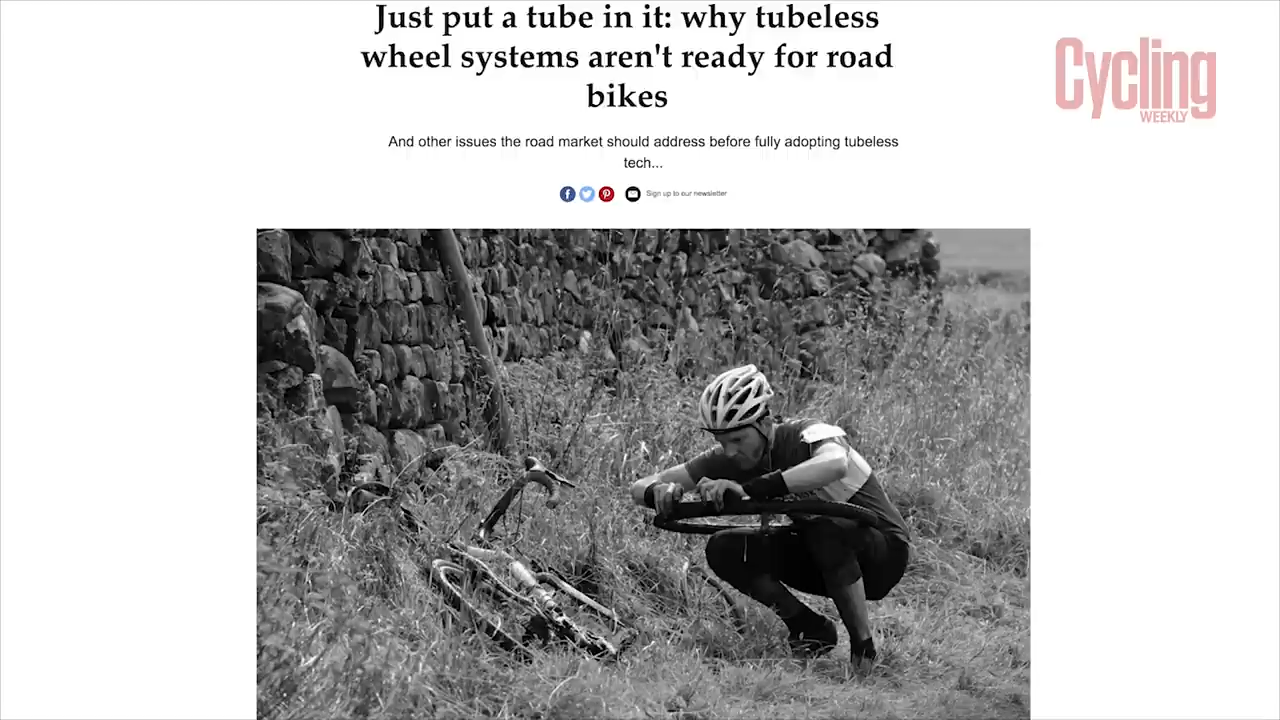 Just put a tube in it: why tubeless
wheel systems aren't ready for road
bikes
Cycling
WEEKLY
And other issues the road market should address before fully adopting tubeless
tech...
Sign up to our newsletter